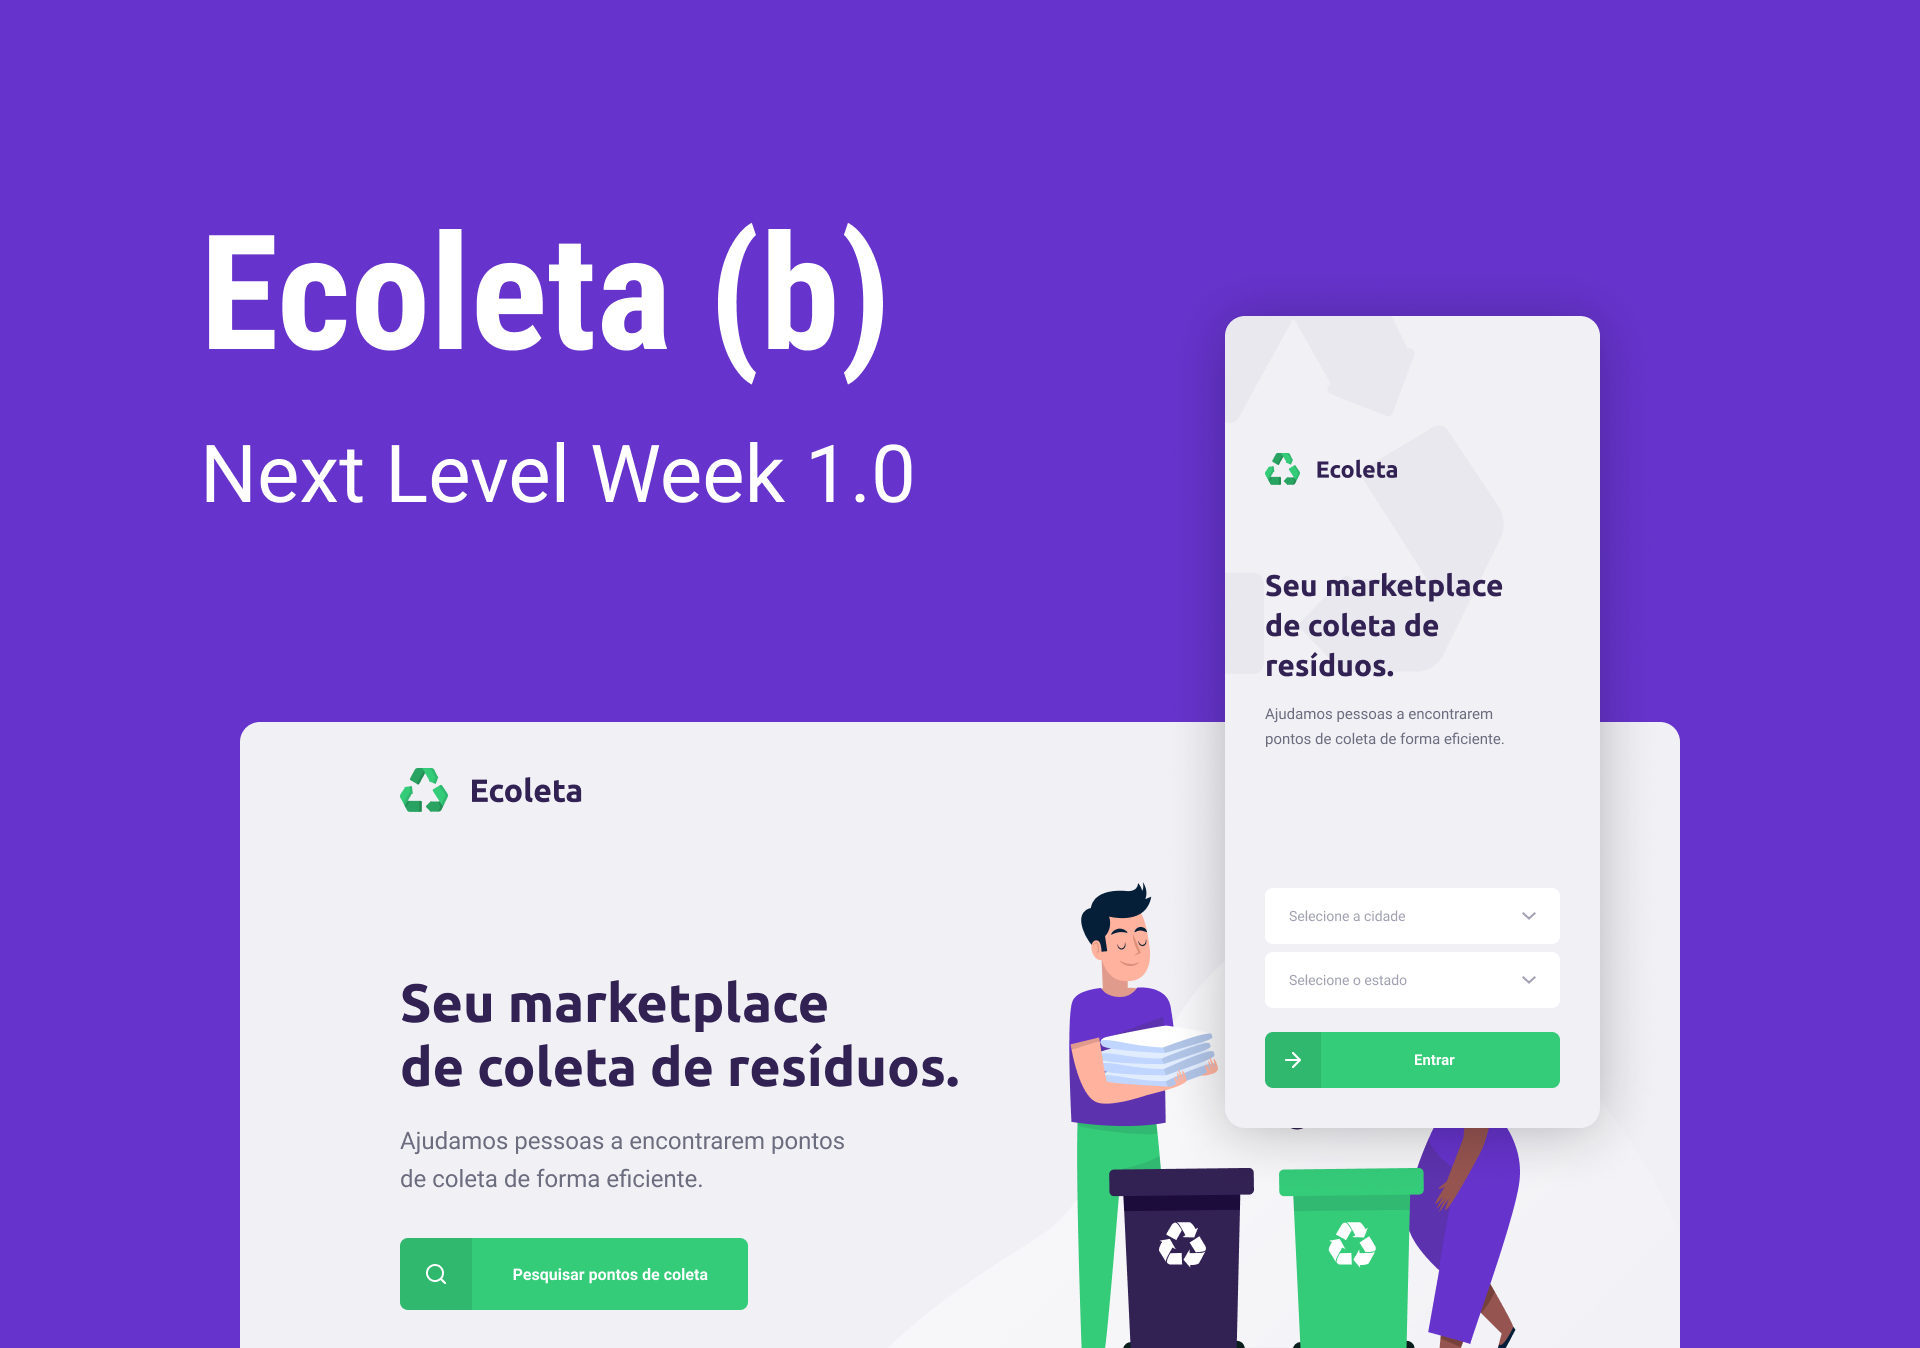 Ecoleta (b)
Next Level Week 1.0
Ecoleta
Seu marketplace
de coleta de
resíduos.
Ajudamos pessoas a encontrarem
pontos de coleta de forma eficiente.
Selecione a cidade
Selecione o estado
Entrar
Ecoleta
Seu marketplace
de coleta de resíduos.
Ajudamos pessoas a encontrarem pontos
de coleta de forma eficiente.
Pesquisar pontos de coleta